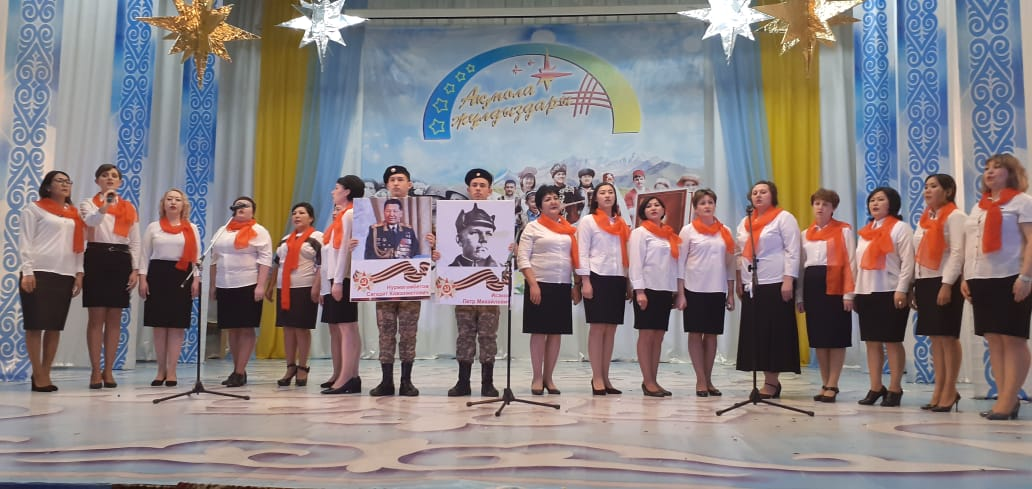 Ақмола
жұлдыздары
Нурмагамбетов
Сагадат Кожахметович
Петр Михайлович